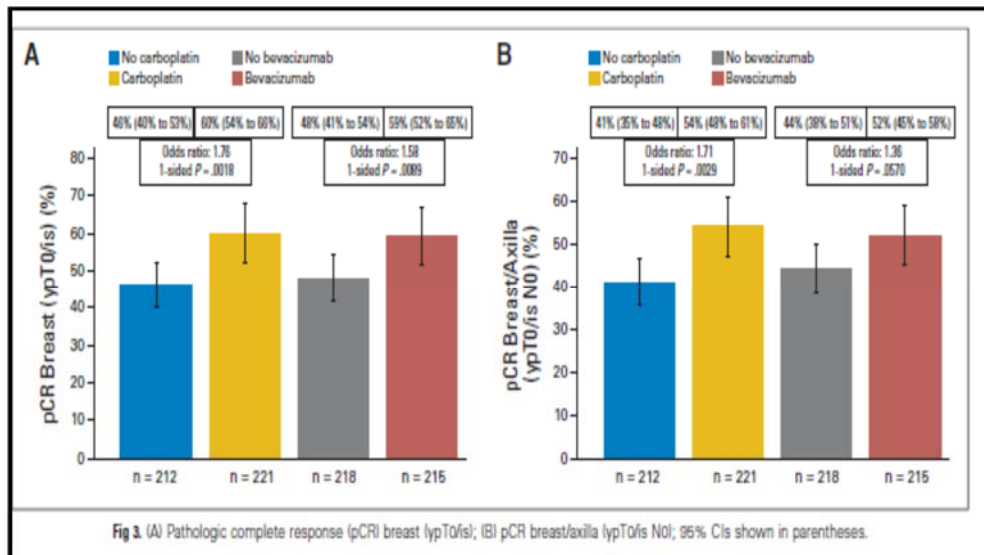 A
No carboplatin
No bevacizumab
Carboplatin
Bevacizumab
46% (40% to 53%)
60% (54% to 66%)
48% (41% to 54%)
59% (52% to 65%)
Odds ratio: 1.76
1-sided P = .0018
Odds ratio: 1.58
1-sided P = .0089
pCR Breast (ypT0/is) (%)
80
70
60
50
40
30
20
10
0
n = 212
n = 221
n = 218
n = 215
B
No carboplatin
No bevacizumab
Carboplatin
Bevacizumab
41% (35% to 48%)
54% (48% to 61%)
44% (38% to 51%)
52% (45% to 58%)
Odds ratio: 1.71
1-sided P = .0029
Odds ratio: 1.36
1-sided P = .0570
pCR Breast/Axilla
(ypT0/is N0) (%)
70
60
50
40
30
20
10
0
n = 212
n = 221
n = 218
n = 215
Fig 3. (A) Pathologic complete response (pCR) breast (ypT0/is); (B) pCR breast/axilla (ypT0/is N0); 95% CIs shown in parentheses.